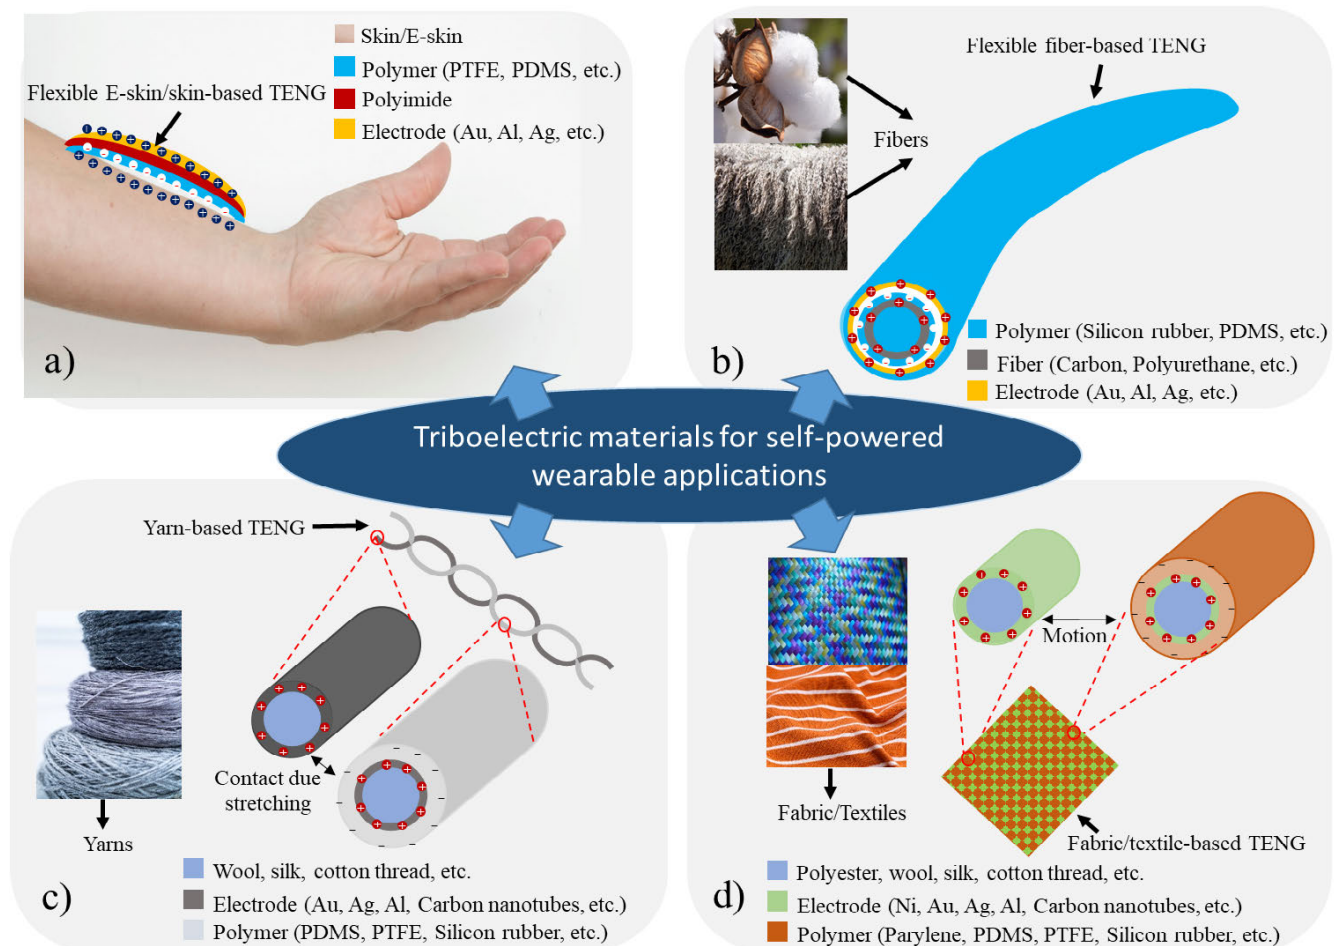 Skin/E-skin
Polymer (PTFE, PDMS, etc.)
Polyimide
Electrode (Au, Al, Ag, etc.)
Flexible E-skin/skin-based TENG
a)
Flexible fiber-based TENG
Fibers
Polymer (Silicon rubber, PDMS, etc.)
Fiber (Carbon, Polyurethane, etc.)
Electrode (Au, Al, Ag, etc.)
b)
Triboelectric materials for self-powered
wearable applications
Yarn-based TENG
Contact due
stretching
Yarns
Wool, silk, cotton thread, etc.
Electrode (Au, Ag, Al, Carbon nanotubes, etc.)
Polymer (PDMS, PTFE, Silicon rubber, etc.)
c)
Motion
Fabric/Textiles
Fabric/textile-based TENG
Polyester, wool, silk, cotton thread, etc.
Electrode (Ni, Au, Ag, Al, Carbon nanotubes, etc.)
Polymer (Parylene, PDMS, PTFE, Silicon rubber, etc.)
d)